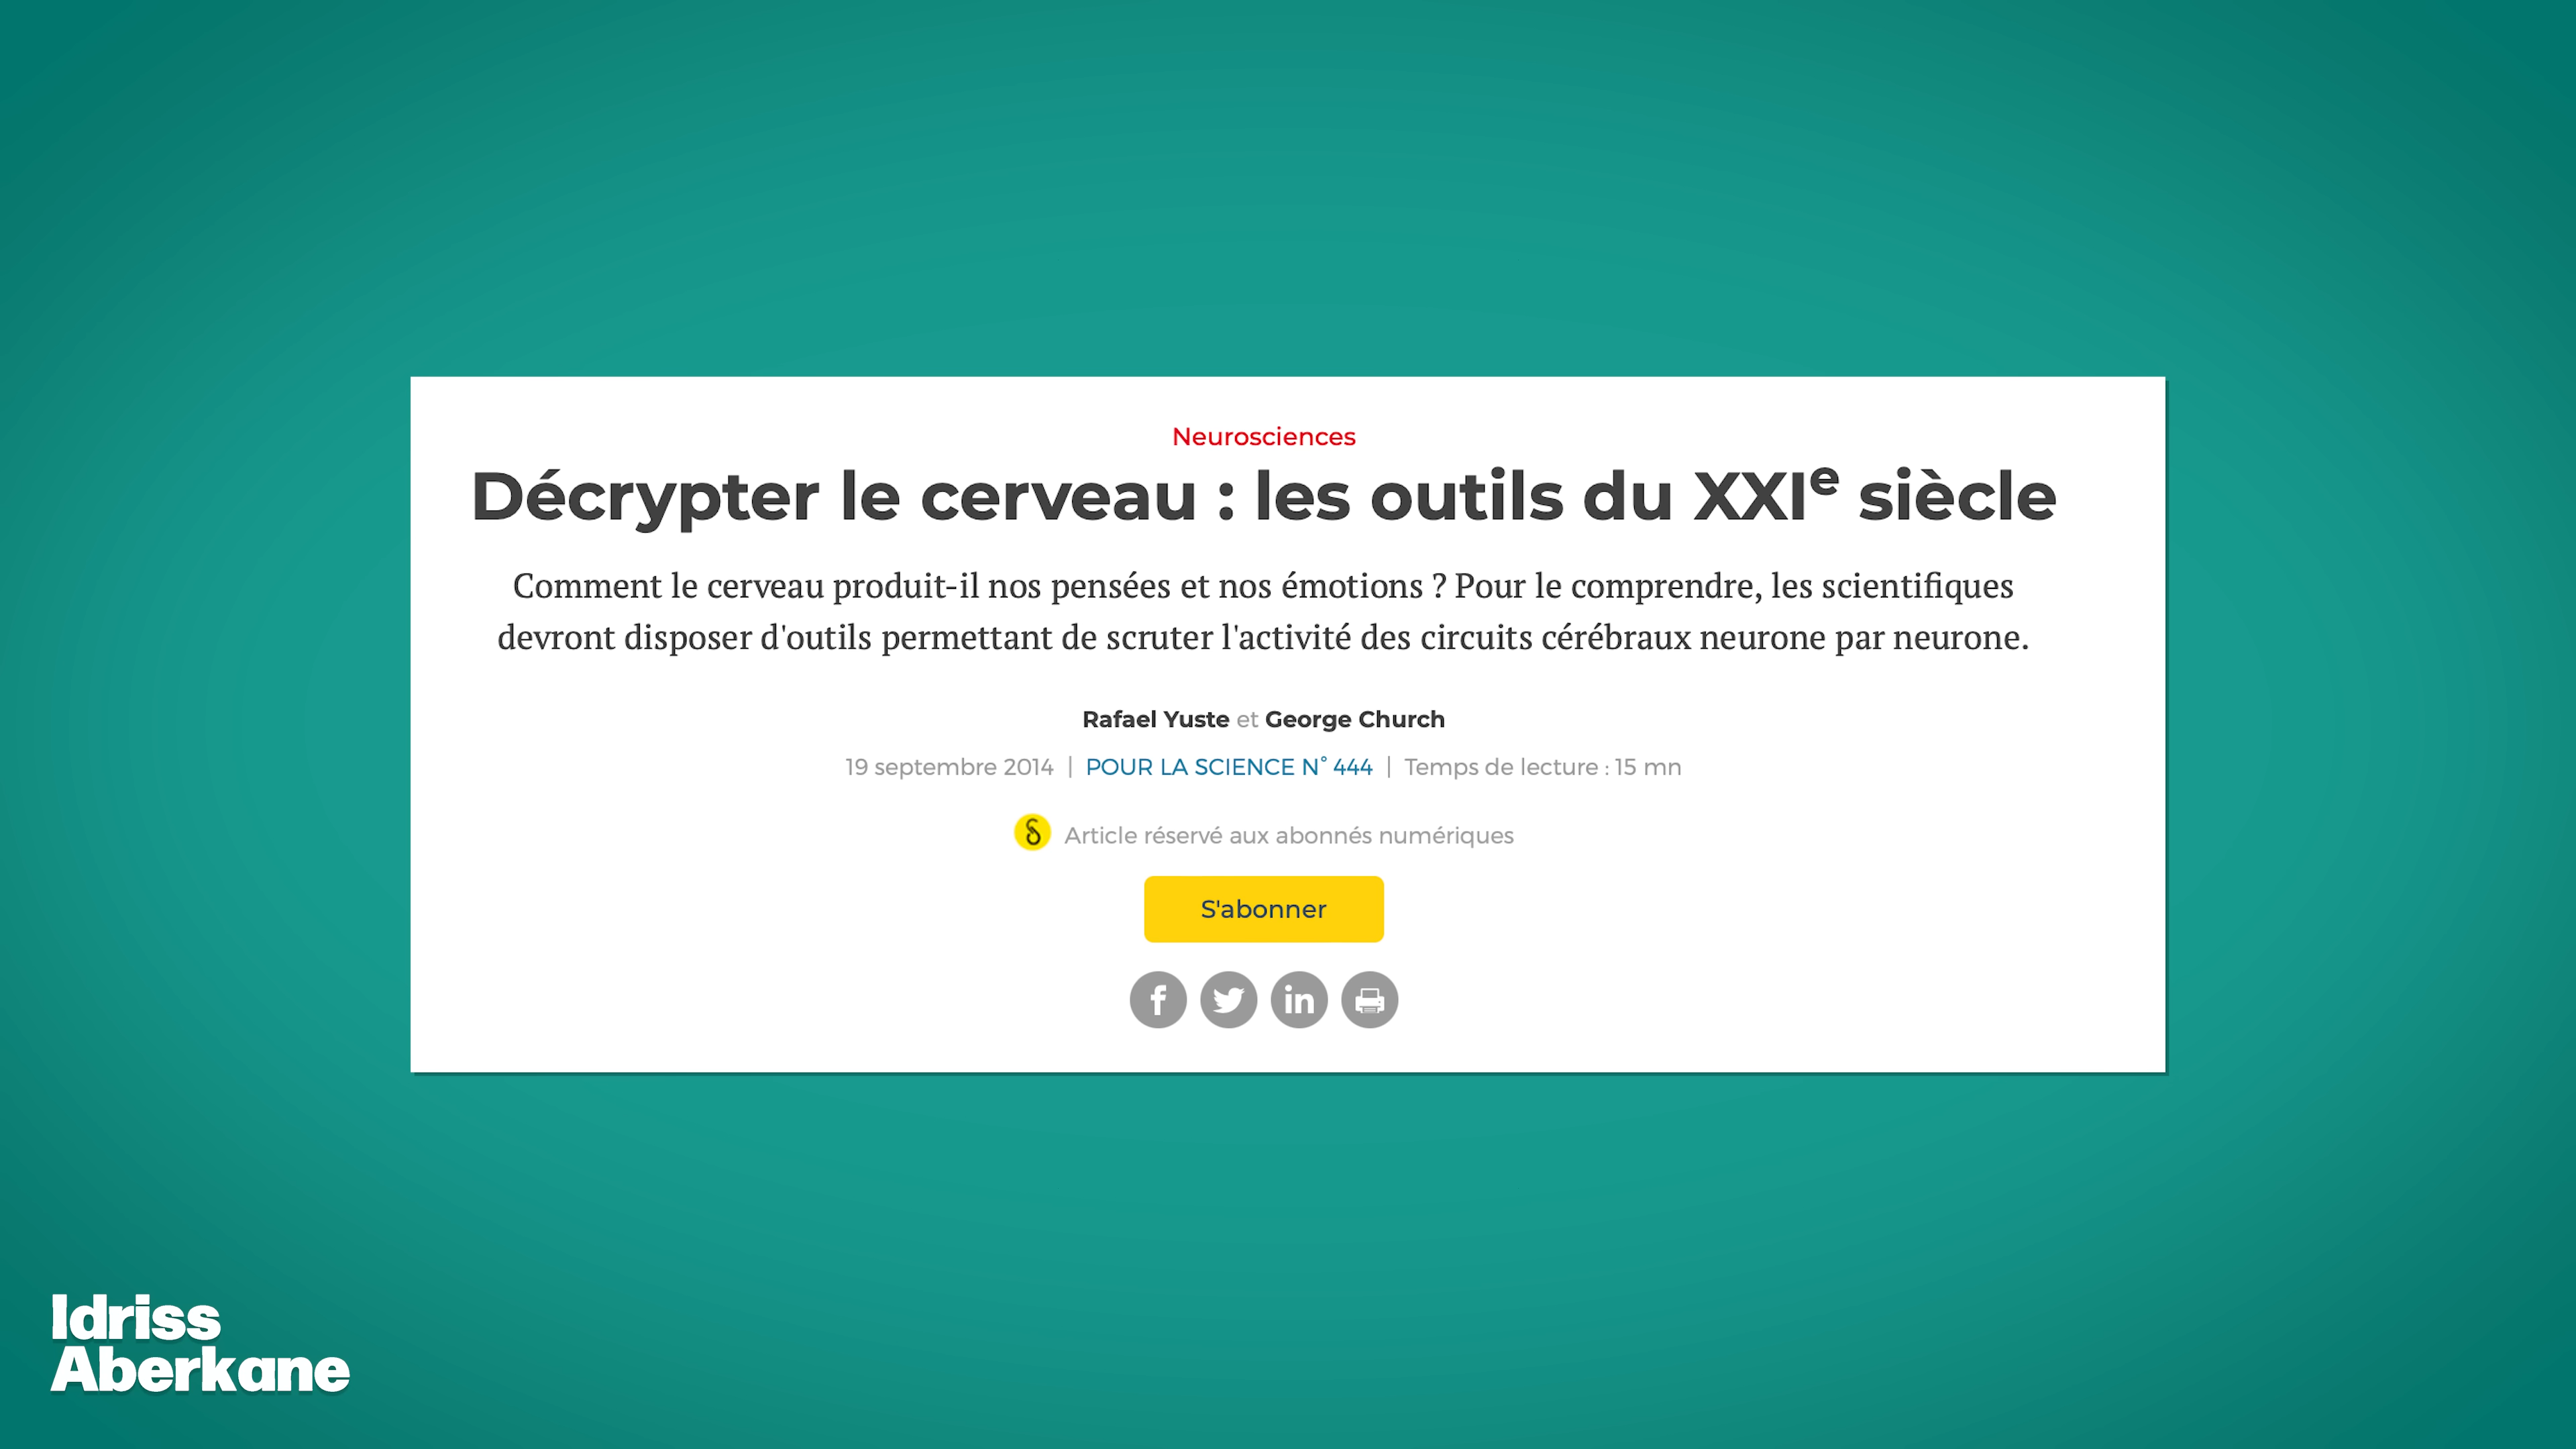 Neurosciences
Décrypter le cerveau : les outils du XXIe siècle
Comment le cerveau produit-il nos pensées et nos émotions ? Pour le comprendre, les scientifiques
devront disposer d'outils permettant de scruter l'activité des circuits cérébraux neurone par neurone.
Rafael Yuste et George Church
19 septembre 2014 | POUR LA SCIENCE N° 444 | Temps de lecture : 15 mn
Article réservé aux abonnés numériques
S'abonner
Idriss
Aberkane